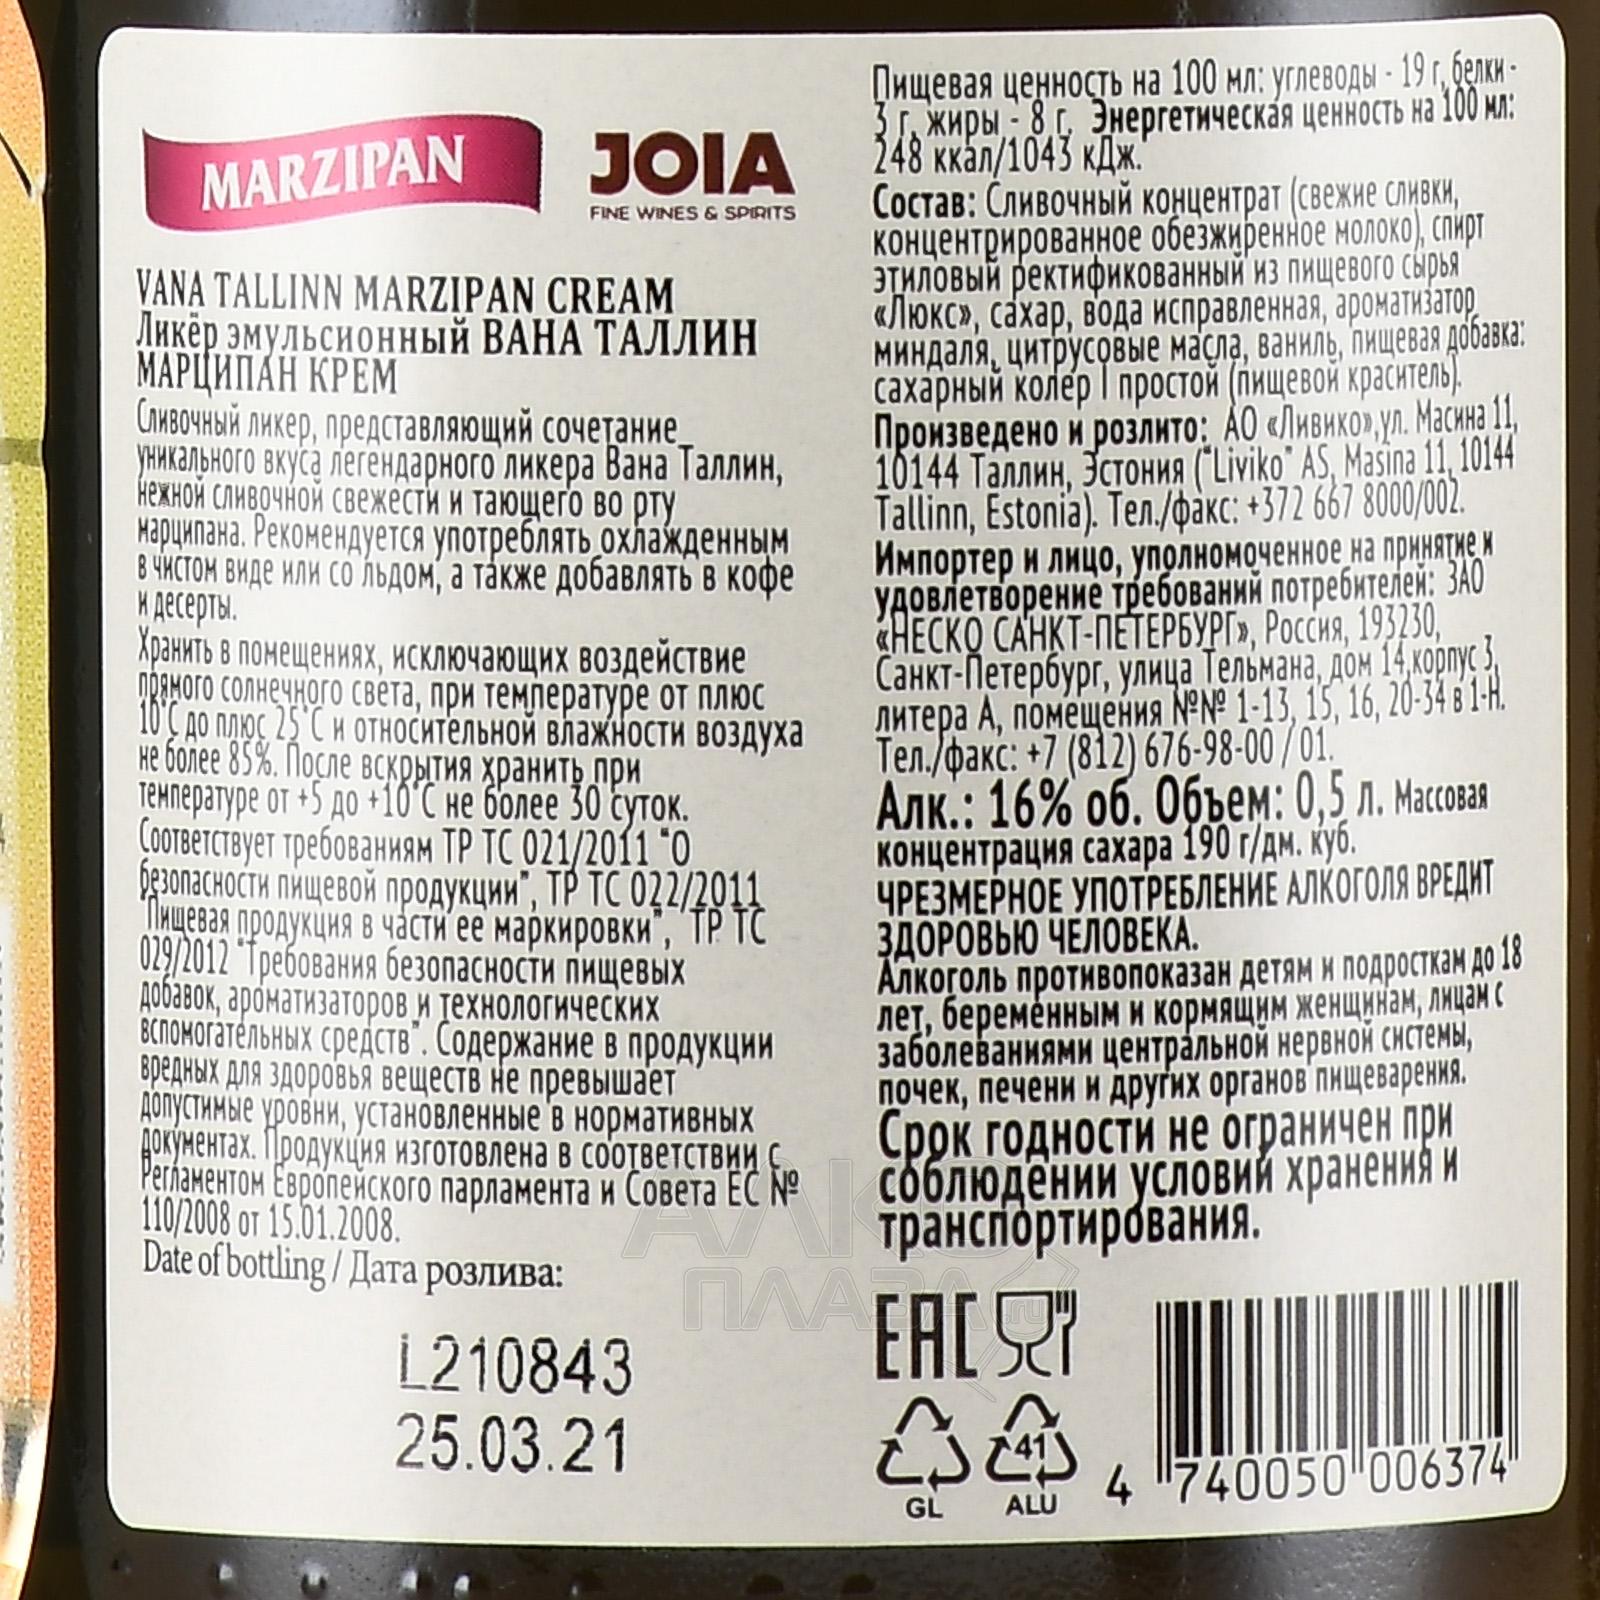 MARZIPAN
JOIA
FINE WINES & SPIRITS
VANA TALLINN MARZIPAN CREAM
Ликёр эмульсионный ВАНА ТАЛЛИН
МАРЦИПАН КРЕМ
Сливочный ликер, представляющий сочетание
уникального вкуса легендарного ликера Вана Таллин,
нежной сливочной свежести и тающего во рту
марципана. Рекомендуется употреблять охлажденным
в чистом виде или со льдом, а также добавлять в кофе
и десерты.
Хранить в помещениях, исключающих воздействие
прямого солнечного света, при температуре от плюс
10°С до плюс 25°С и относительной влажности воздуха
не более 85%. После вскрытия хранить при
температуре от +5 до +10°С не более 30 суток.
Соответствует требованиям ТР ТС 021/2011 "О
безопасности пищевой продукции", ТР ТС 022/2011
"Пищевая продукция в части ее маркировки", ТР ТС
029/2012 "Требования безопасности пищевых
добавок, ароматизаторов и технологических
вспомогательных средств". Содержание в продукции
вредных для здоровья веществ не превышает
допустимые уровни, установленные в нормативных
документах. Продукция изготовлена в соответствии с
Регламентом Европейского парламента и Совета ЕС №
110/2008 от 15.01.2008.
Date of bottling / Дата розлива:
L210843
25.03.21
Пищевая ценность на 100 мл: углеводы - 19 г, белки -
3 г, жиры - 8 г. Энергетическая ценность на 100 мл:
248 ккал/1043 кДж.
Состав: Сливочный концентрат (свежие сливки,
концентрированное обезжиренное молоко), спирт
этиловый ректификованный из пищевого сырья
«Люкс», сахар, вода исправленная, ароматизатор
миндаля, цитрусовые масла, ваниль, пищевая добавка:
сахарный колер I простой (пищевой краситель).
Произведено и розлито: АО «Ливико»,ул. Масина 11,
10144 Таллин, Эстония ("Liviko" AS, Masina 11, 10144
Tallinn, Estonia). Тел./факс: +372 667 8000/002.
Импортер и лицо, уполномоченное на принятие и
удовлетворение требований потребителей: ЗАО
«НЕСКО САНКТ-ПЕТЕРБУРГ», Россия, 193230,
Санкт-Петербург, улица Тельмана, дом 14,корпус 3,
литера А, помещения №№ 1-13, 15, 16, 20-34 в 1-Н.
Тел./факс: +7 (812) 676-98-00 / 01.
Алк.: 16% об. Объем: 0,5 л. Массовая
концентрация сахара 190 г/дм. куб.
ЧРЕЗМЕРНОЕ УПОТРЕБЛЕНИЕ АЛКОГОЛЯ ВРЕДИТ
ЗДОРОВЬЮ ЧЕЛОВЕКА.
Алкоголь противопоказан детям и подросткам до 18
лет, беременным и кормящим женщинам, лицам с
заболеваниями центральной нервной системы,
почек, печени и других органов пищеварения.
Срок годности не ограничен при
соблюдении условий хранения и
транспортирования.
АЛКО
ПЛАЗА.ru
EAC
41
GL
ALU
4 740050 006374